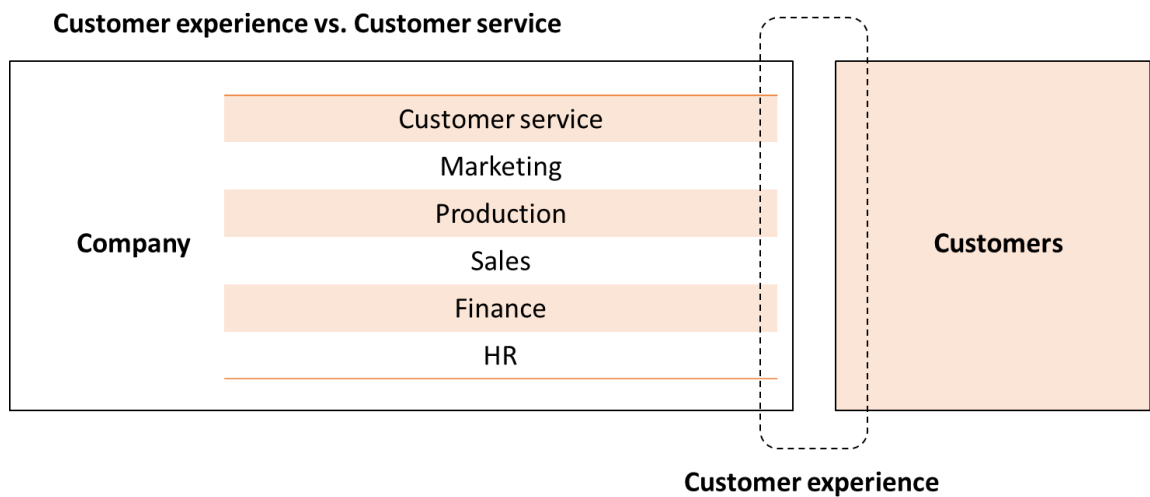 Customer experience vs. Customer service
Customer service
Marketing
Production
Company
Sales
Finance
HR
Customers
Customer experience